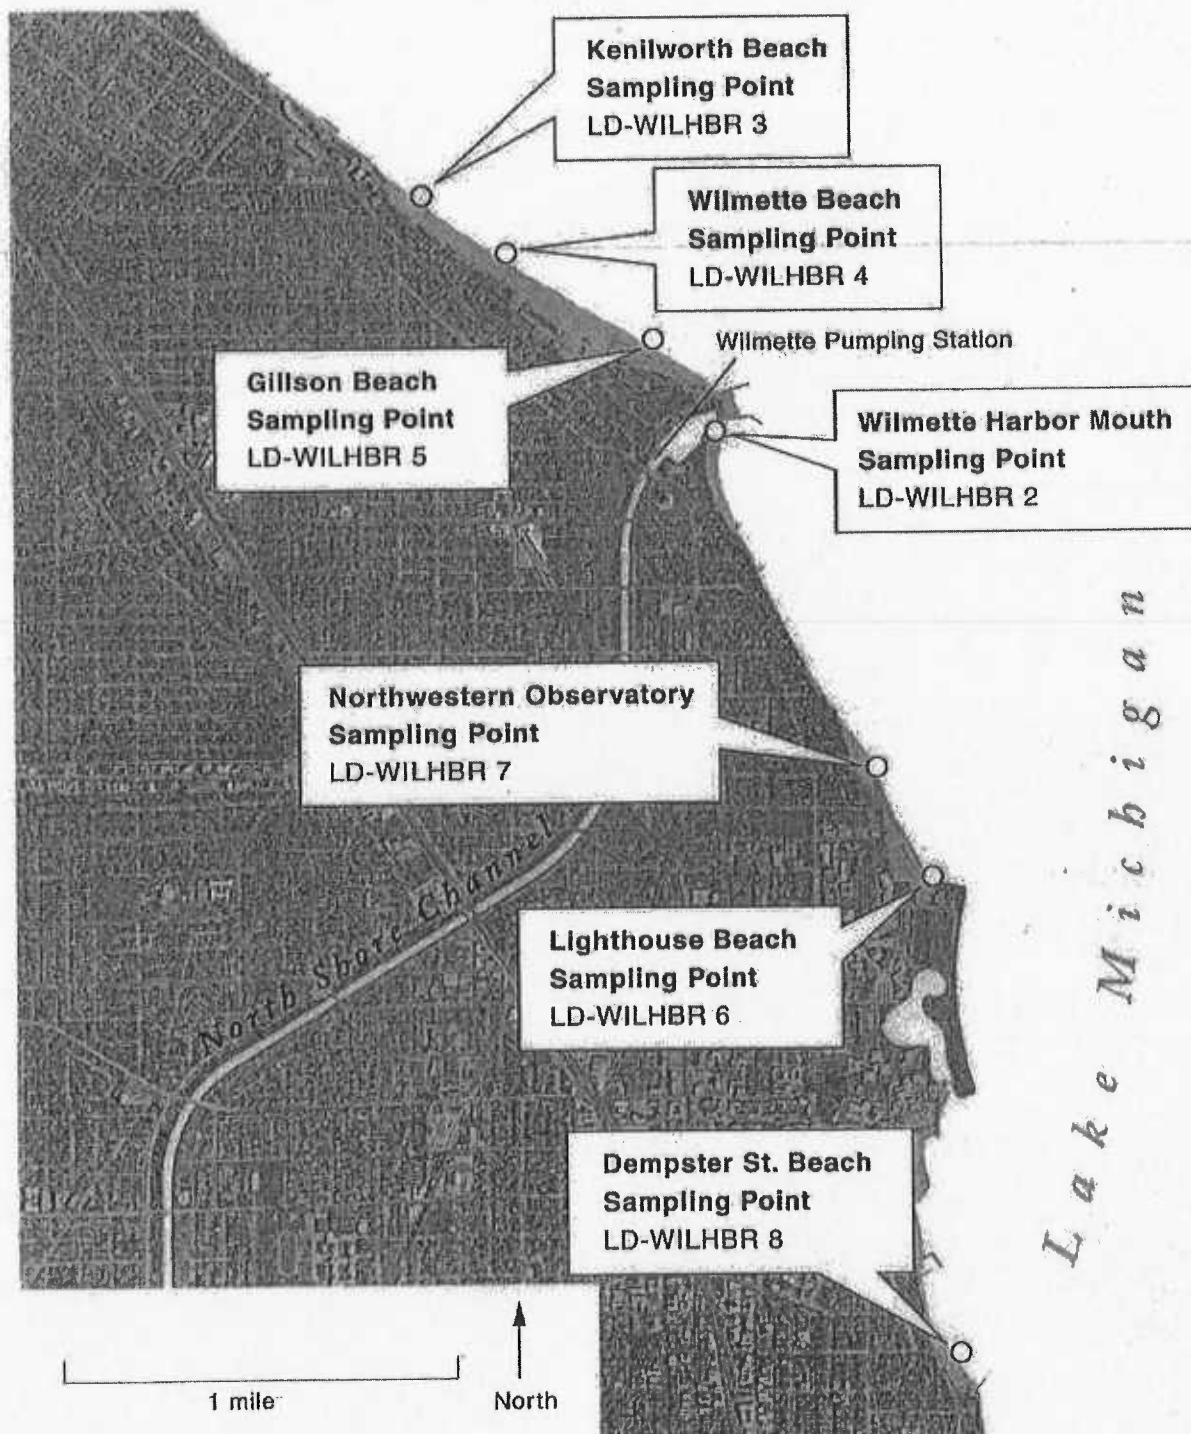 Kenilworth Beach
Sampling Point
LD-WILHBR 3
Wilmette Beach
Sampling Point
LD-WILHBR 4
Wilmette Pumping Station
Gillson Beach
Sampling Point
LD-WILHBR 5
Wilmette Harbor Mouth
Sampling Point
LD-WILHBR 2
Northwestern Observatory
Sampling Point
LD-WILHBR 7
North Shore Channel
Lighthouse Beach
Sampling Point
LD-WILHBR 6
Lake Michigan
Dempster St. Beach
Sampling Point
LD-WILHBR 8
1 mile
North